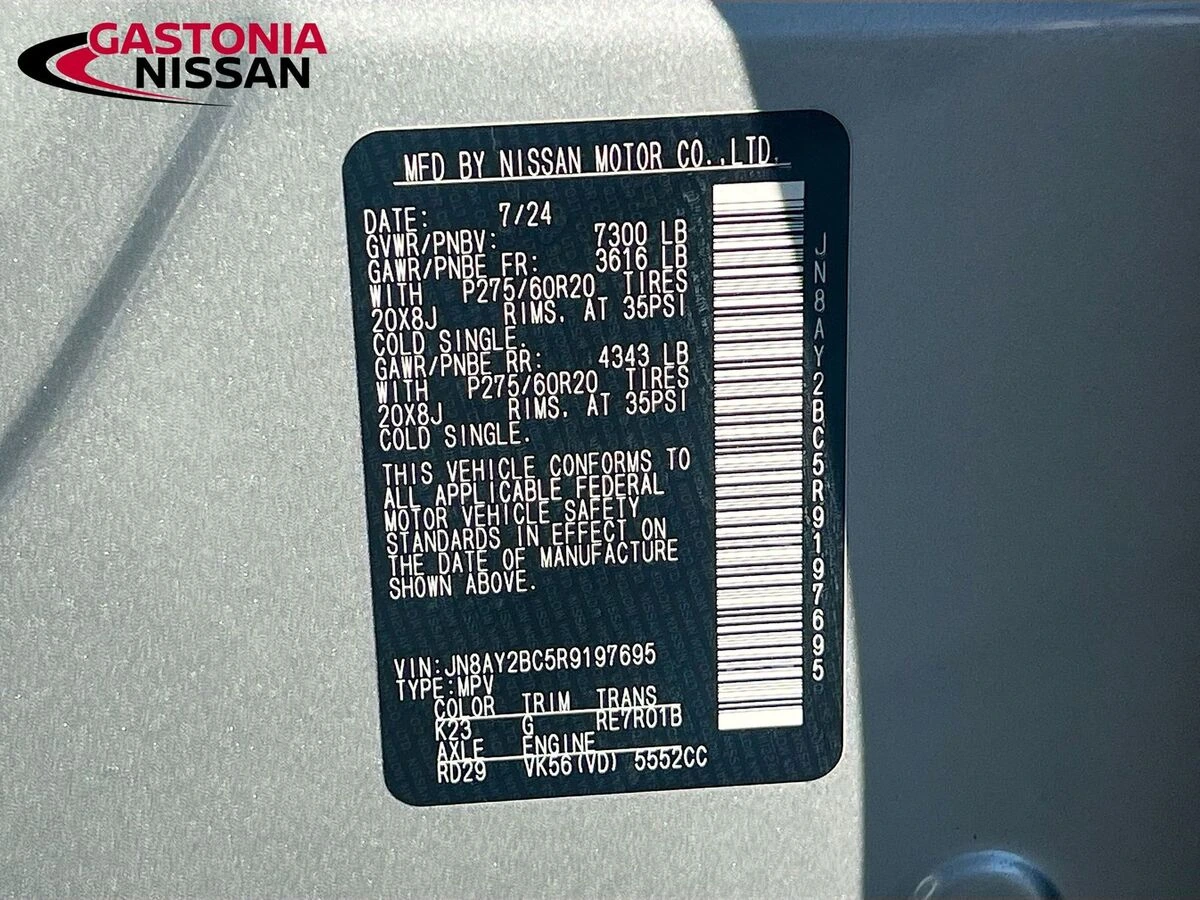 GASTONIA
NISSAN
MFD BY NISSAN MOTOR CO.,LTD.
DATE: 7/24
GVWR/PNBV: 7300 LB
GAWR/PNBE FR: 3616 LB
WITH P275/60R20 TIRES
20X8J RIMS. AT 35PSI
COLD SINGLE.
GAWR/PNBE RR: 4343 LB
WITH P275/60R20 TIRES
20X8J RIMS. AT 35PSI
COLD SINGLE.
THIS VEHICLE CONFORMS TO
ALL APPLICABLE FEDERAL
MOTOR VEHICLE SAFETY
STANDARDS IN EFFECT ON
THE DATE OF MANUFACTURE
SHOWN ABOVE.
VIN:JN8AY2BC5R9197695
TYPE:MPV
COLOR TRIM TRANS
K23 G RE7R01B
AXLE ENGINE
RD29 VK56(VD) 5552CC
JN8AY2BC5R9197695